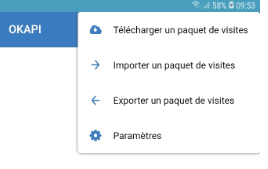 58% 09:53
OKAPI
Télécharger un paquet de visites
Importer un paquet de visites
Exporter un paquet de visites
Paramètres